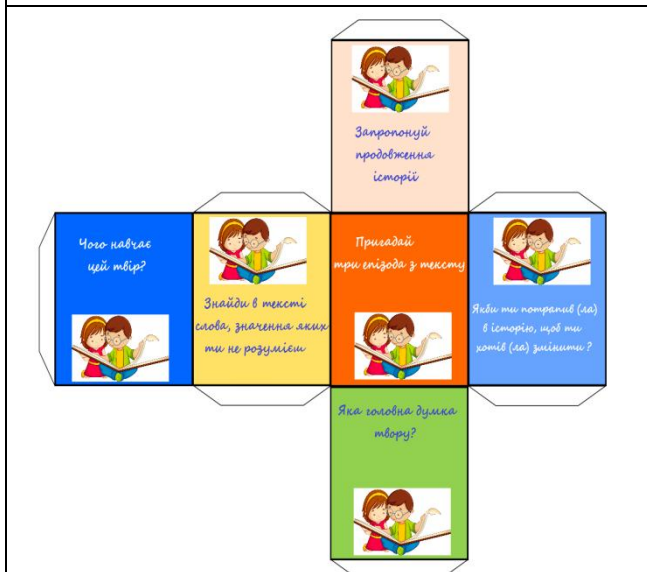 Запропонуй
продовження
історії
Чого навчає
цей твір?
Знайди в тексті
слова, значення яких
ти не розумієш
Пригадай
три епізода з тексту
Якби ти потрапив (ла)
в історію, щоб ти
хотів (ла) змінити ?
Яка головна думка
твору?